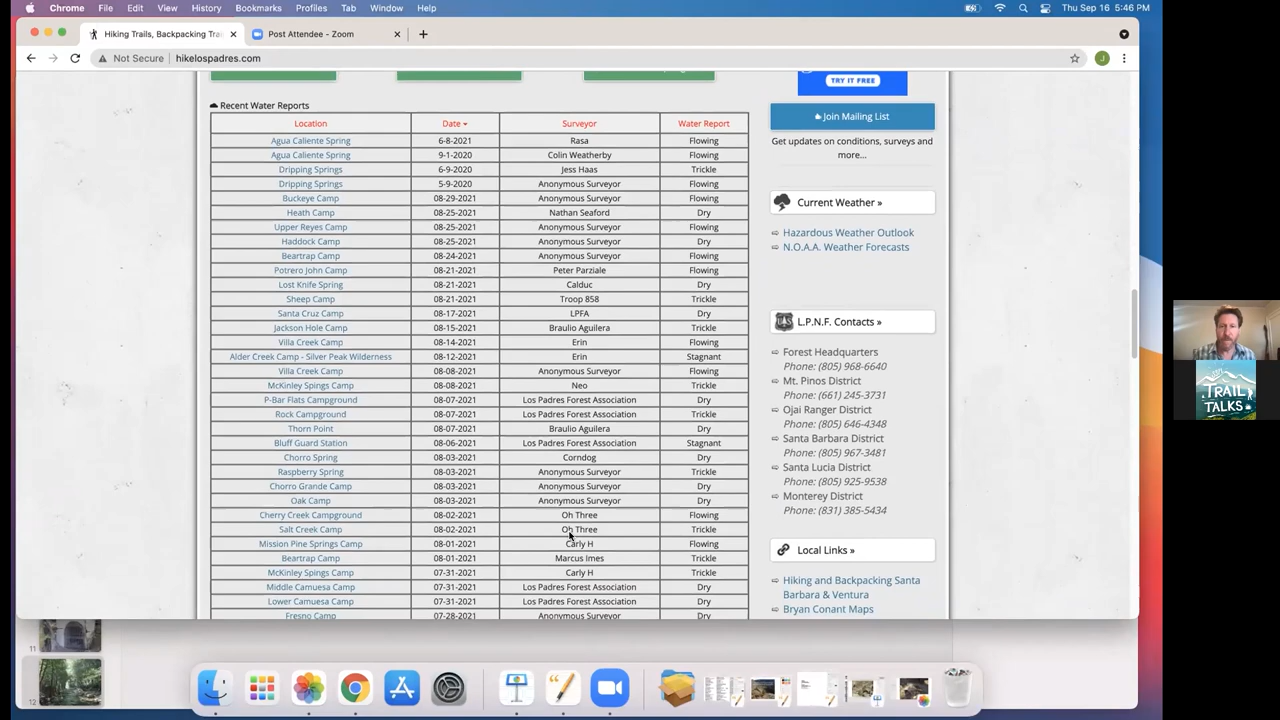 Chrome File Edit View History Bookmarks Profiles Tab Window Help Thu Sep 16 5:46 PM
Hiking Trails, Backpacking Tra Post Attendee - Zoom
Not Secure hikelospadres.com J
TRY IT FREE
Recent Water Reports
Location Date Surveyor Water Report
Agua Caliente Spring 6-8-2021 Rasa Flowing
Agua Caliente Spring 9-1-2020 Colin Weatherby Flowing
Dripping Springs 6-9-2020 Jess Haas Trickle
Dripping Springs 5-9-2020 Anonymous Surveyor Flowing
Buckeye Camp 08-29-2021 Anonymous Surveyor Flowing
Heath Camp 08-25-2021 Nathan Seaford Dry
Upper Reyes Camp 08-25-2021 Anonymous Surveyor Flowing
Haddock Camp 08-25-2021 Anonymous Surveyor Dry
Beartrap Camp 08-24-2021 Anonymous Surveyor Flowing
Potrero John Camp 08-21-2021 Peter Parziale Flowing
Lost Knife Spring 08-21-2021 Calduc Dry
Sheep Camp 08-21-2021 Troop 858 Trickle
Santa Cruz Camp 08-17-2021 LPFA Dry
Jackson Hole Camp 08-15-2021 Braulio Aguilera Trickle
Villa Creek Camp 08-14-2021 Erin Flowing
Alder Creek Camp - Silver Peak Wilderness 08-12-2021 Erin Stagnant
Villa Creek Camp 08-08-2021 Anonymous Surveyor Flowing
McKinley Spings Camp 08-08-2021 Neo Trickle
P-Bar Flats Campground 08-07-2021 Los Padres Forest Association Dry
Rock Campground 08-07-2021 Los Padres Forest Association Trickle
Thorn Point 08-07-2021 Braulio Aguilera Dry
Bluff Guard Station 08-06-2021 Los Padres Forest Association Stagnant
Chorro Spring 08-03-2021 Corndog Dry
Raspberry Spring 08-03-2021 Anonymous Surveyor Trickle
Chorro Grande Camp 08-03-2021 Anonymous Surveyor Dry
Oak Camp 08-03-2021 Anonymous Surveyor Dry
Cherry Creek Campground 08-02-2021 Oh Three Flowing
Salt Creek Camp 08-02-2021 Oh Three Trickle
Mission Pine Springs Camp 08-01-2021 Carly H Flowing
Beartrap Camp 08-01-2021 Marcus Imes Trickle
McKinley Spings Camp 07-31-2021 Carly H Trickle
Middle Camuesa Camp 07-31-2021 Los Padres Forest Association Dry
Lower Camuesa Camp 07-31-2021 Los Padres Forest Association Dry
Fresno Camp 07-28-2021 Anonymous Surveyor Dry
Join Mailing List
Get updates on conditions, surveys and
more...
Current Weather »
Hazardous Weather Outlook
N.O.A.A. Weather Forecasts
L.P.N.F. Contacts »
Forest Headquarters
Phone: (805) 968-6640
Mt. Pinos District
Phone: (661) 245-3731
Ojai Ranger District
Phone: (805) 646-4348
Santa Barbara District
Phone: (805) 967-3481
Santa Lucia District
Phone: (805) 925-9538
Monterey District
Phone: (831) 385-5434
Local Links »
Hiking and Backpacking Santa
Barbara & Ventura
Bryan Conant Maps
TRAIL
TALKS
11
12